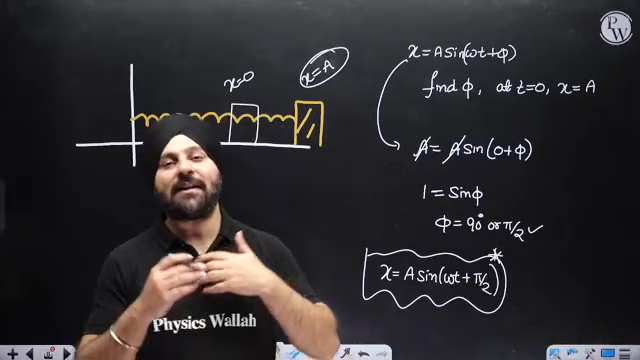 PW
x = A sin(ωt + ϕ)
find ϕ, at t=0, x = A
x=0
x=A
A = A sin(0+ϕ)
1 = Sinϕ
ϕ = 90° or π/2 ✓
x = A sin(ωt + π/2)
Physics Wallah